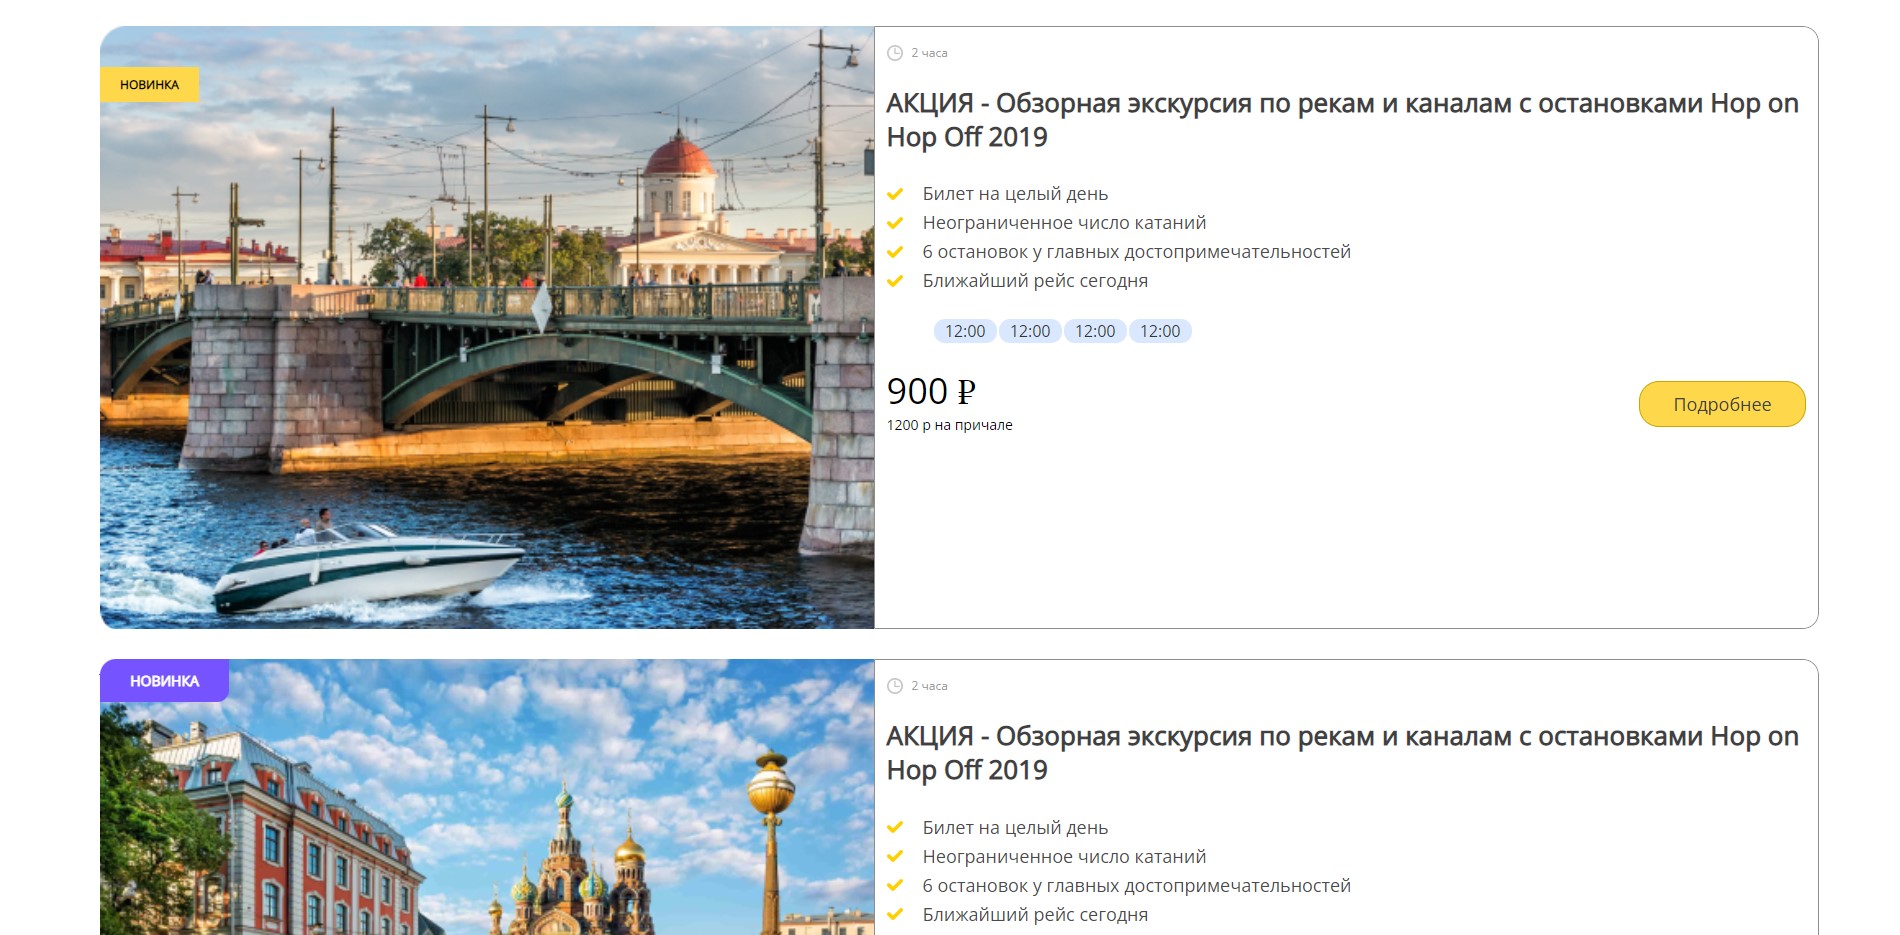 НОВИНКА
2 часа
АКЦИЯ - Обзорная экскурсия по рекам и каналам с остановками Hop on
Hop Off 2019
Билет на целый день
Неограниченное число катаний
6 остановок у главных достопримечательностей
Ближайший рейс сегодня
12:00 12:00 12:00 12:00
900 ₽
1200 р на причале
Подробнее
НОВИНКА
2 часа
АКЦИЯ - Обзорная экскурсия по рекам и каналам с остановками Hop on
Hop Off 2019
Билет на целый день
Неограниченное число катаний
6 остановок у главных достопримечательностей
Ближайший рейс сегодня